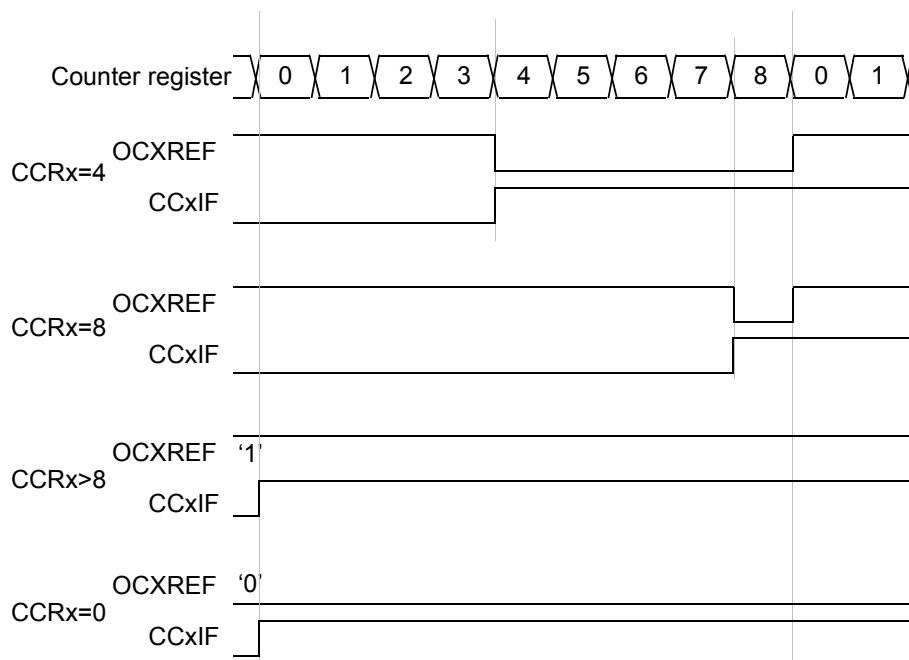 Counter register 0 1 2 3 4 5 6 7 8 0 1
OCXREF
CCRx=4
CCxIF
OCXREF
CCRx=8
CCxIF
OCXREF ‘1’
CCRx>8
CCxIF
OCXREF ‘0’
CCRx=0
CCxIF